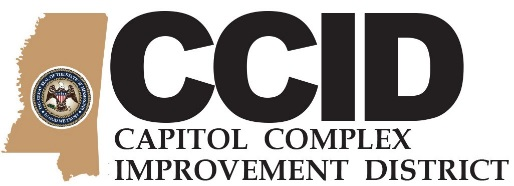 CCID
CAPITOL COMPLEX
IMPROVEMENT DISTRICT